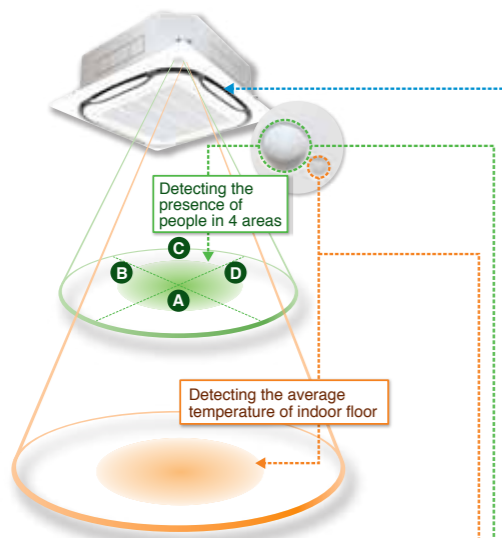 Detecting the
presence of
people in 4 areas
C
B
D
A
Detecting the average
temperature of indoor floor